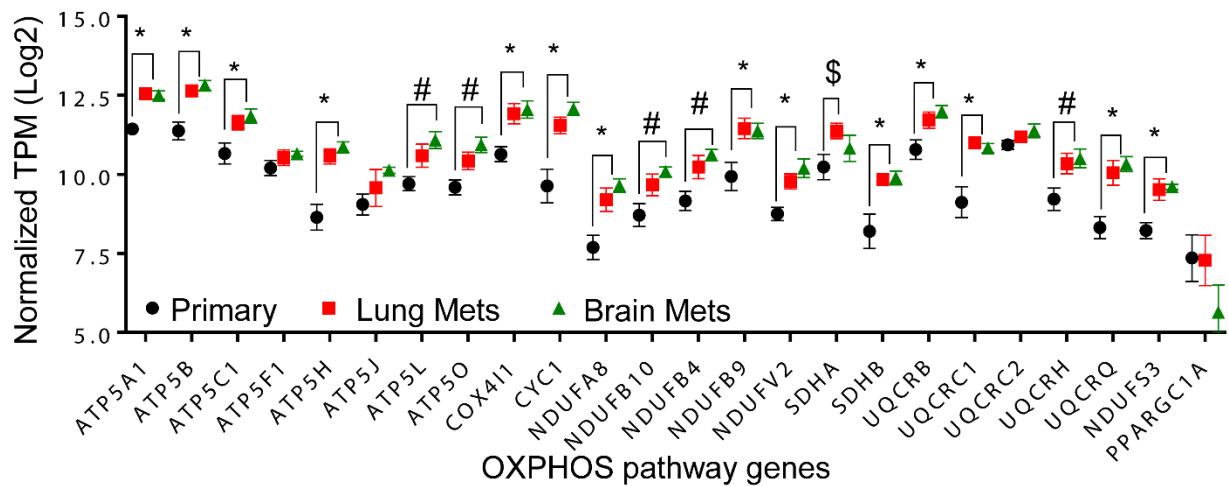 Normalized TPM (Log2)
15.0
12.5
10.0
7.5
5.0
* * * * # # * * * # # * * $ * * * # * *
Primary Lung Mets Brain Mets
ATP5A1
ATP5B
ATP5C1
ATP5F1
ATP5H
ATP5J
ATP5L
ATP5O
COX4I1
CYC1
NDUFA8
NDUFB10
NDUFB4
NDUFB9
NDUFV2
SDHA
SDHB
UQCRB
UQCRC1
UQCRC2
UQCRH
UQCRQ
NDUFS3
PPARGC1A
OXPHOS pathway genes